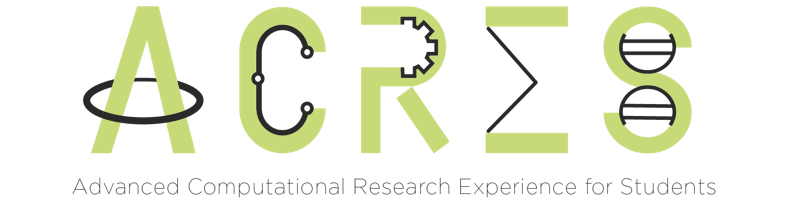 ACRES
Advanced Computational Research Experience for Students